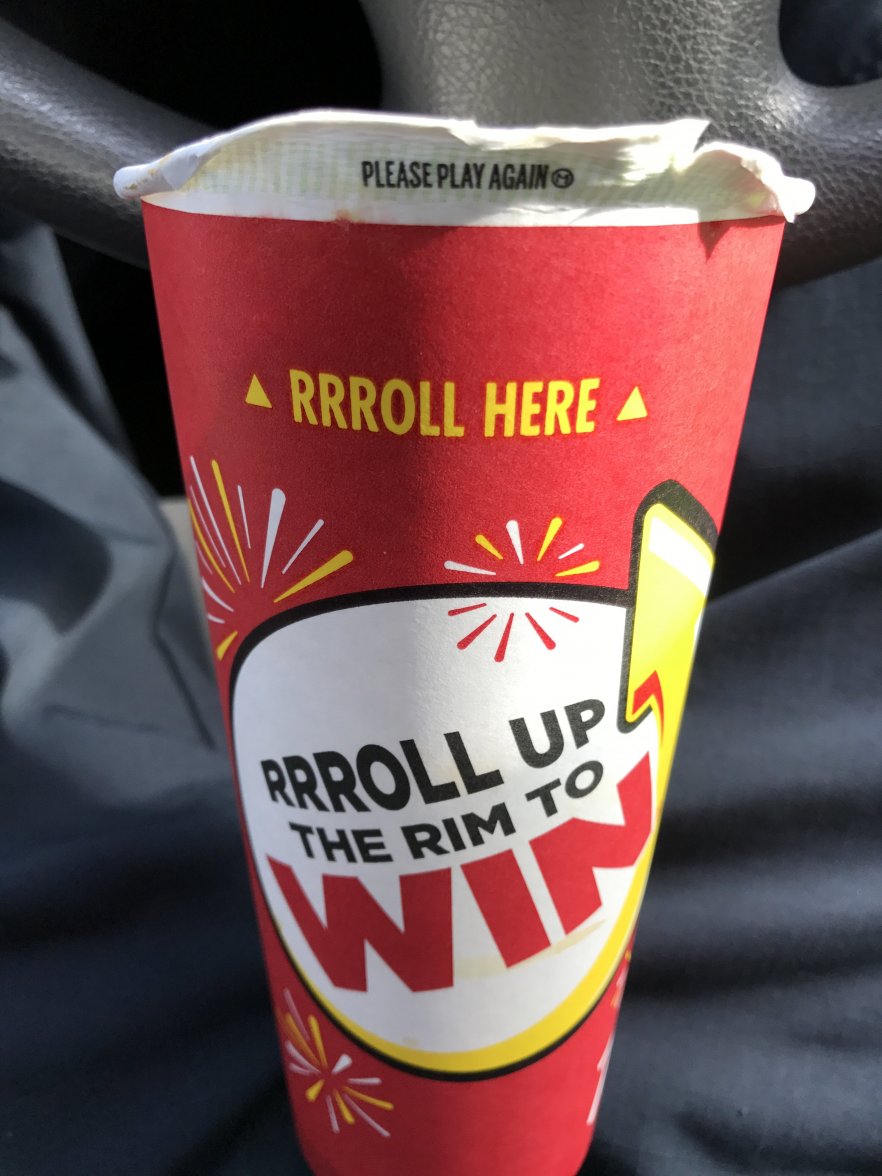 PLEASE PLAY AGAIN
RRROLL HERE
RRROLL UP
THE RIM TO
WIN